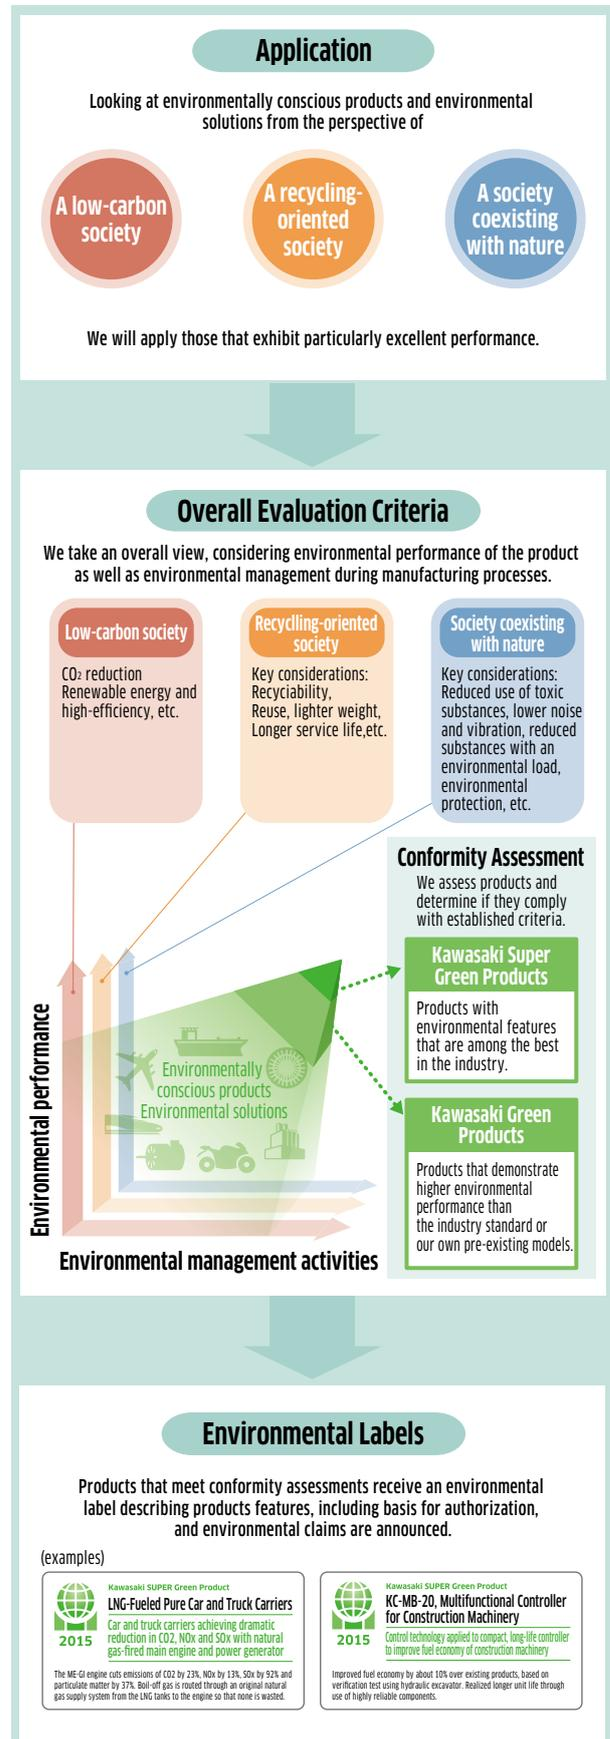 Application
Looking at environmentally conscious products and environmental
solutions from the perspective of
A low-carbon
society
A recycling-
oriented
society
A society
coexisting
with nature
We will apply those that exhibit particularly excellent performance.
Overall Evaluation Criteria
We take an overall view, considering environmental performance of the product
as well as environmental management during manufacturing processes.
Low-carbon society
CO2 reduction
Renewable energy and
high-efficiency, etc.
Recyclling-oriented
society
Key considerations:
Recyciability,
Reuse, lighter weight,
Longer service life,etc.
Society coexisting
with nature
Key considerations:
Reduced use of toxic
substances, lower noise
and vibration, reduced
substances with an
environmental load,
environmental
protection, etc.
Conformity Assessment
We assess products and
determine if they comply
with established criteria.
Kawasaki Super
Green Products
Products with
environmental features
that are among the best
in the industry.
Kawasaki Green
Products
Products that demonstrate
higher environmental
performance than
the industry standard or
our own pre-existing models.
Environmental performance
Environmentally
conscious products
Environmental solutions
Environmental management activities
Environmental Labels
Products that meet conformity assessments receive an environmental
label describing products features, including basis for authorization,
and environmental claims are announced.
(examples)
2015
Kawasaki SUPER Green Product
LNG-Fueled Pure Car and Truck Carriers
Car and truck carriers achieving dramatic
reduction in CO2, NOx and SOx with natural
gas-fired main engine and power generator
The ME-GI engine cuts emissions of CO2 by 23%, NOx by 13%, SOx by 92% and
particulate matter by 37%. Boil-off gas is routed through an original natural
gas supply system from the LNG tanks to the engine so that none is wasted.
2015
Kawasaki SUPER Green Product
KC-MB-20, Multifunctional Controller
for Construction Machinery
Control technology applied to compact, long-life controller
to improve fuel economy of construction machinery
Improved fuel economy by about 10% over existing products, based on
verification test using hydraulic excavator. Realized longer unit life through
use of highly reliable components.